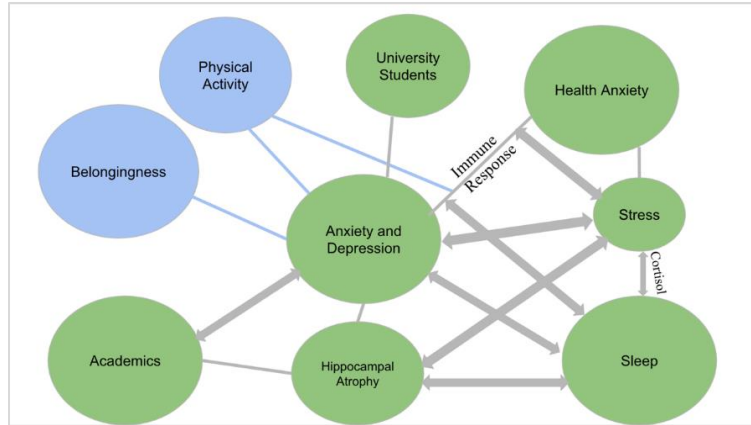 Physical
Activity
University
Students
Health Anxiety
Belongingness
Immune
Response
Anxiety and
Depression
Stress
Cortisol
Academics
Hippocampal
Atrophy
Sleep